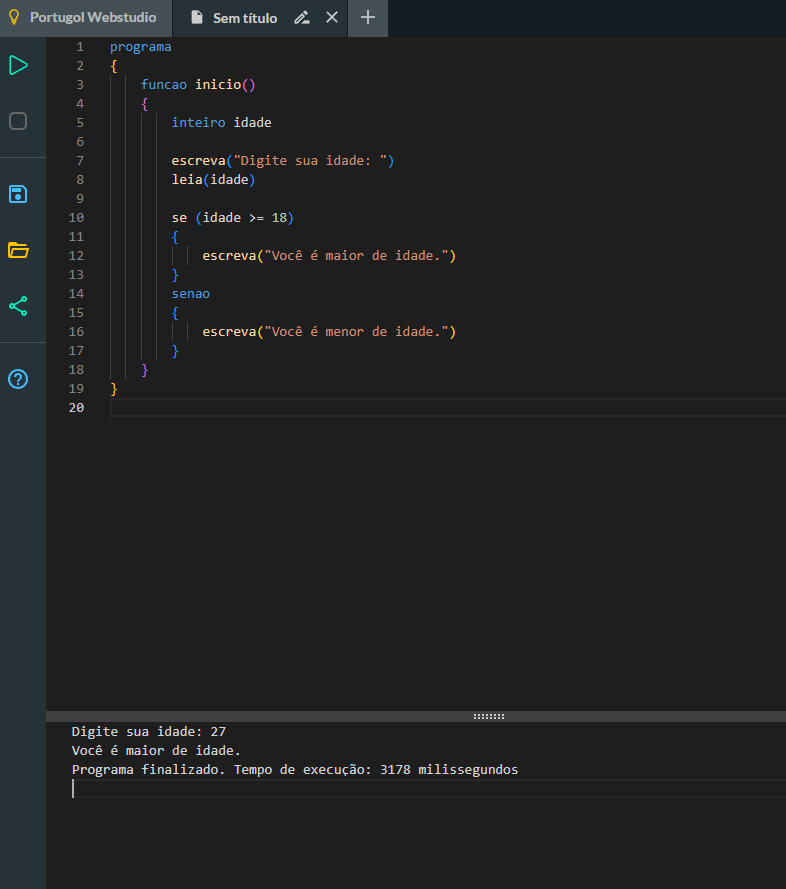 Portugol Webstudio
Sem título
1 programa
2 {
3 funcao inicio()
4 {
5 inteiro idade
6
7 escreva("Digite sua idade: ")
8 leia(idade)
9
10 se (idade >= 18)
11 {
12 escreva("Você é maior de idade.")
13 }
14 senao
15 {
16 escreva("Você é menor de idade.")
17 }
18 }
19 }
20
Digite sua idade: 27
Você é maior de idade.
Programa finalizado. Tempo de execução: 3178 milissegundos